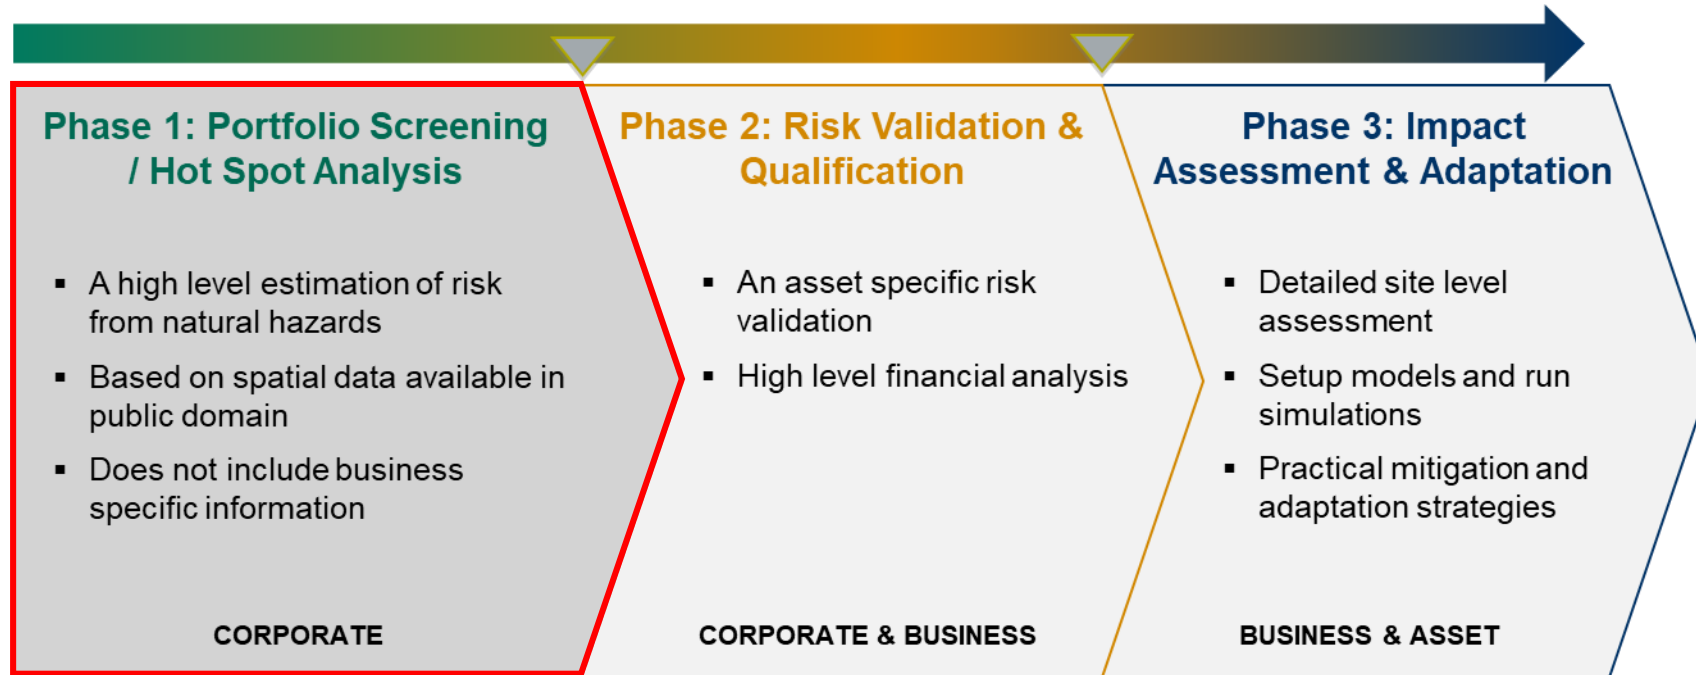 Phase 1: Portfolio Screening
/ Hot Spot Analysis
▪ A high level estimation of risk
from natural hazards
▪ Based on spatial data available in
public domain
▪ Does not include business
specific information
CORPORATE
Phase 2: Risk Validation &
Qualification
▪ An asset specific risk
validation
▪ High level financial analysis
CORPORATE & BUSINESS
Phase 3: Impact
Assessment & Adaptation
▪ Detailed site level
assessment
▪ Setup models and run
simulations
▪ Practical mitigation and
adaptation strategies
BUSINESS & ASSET